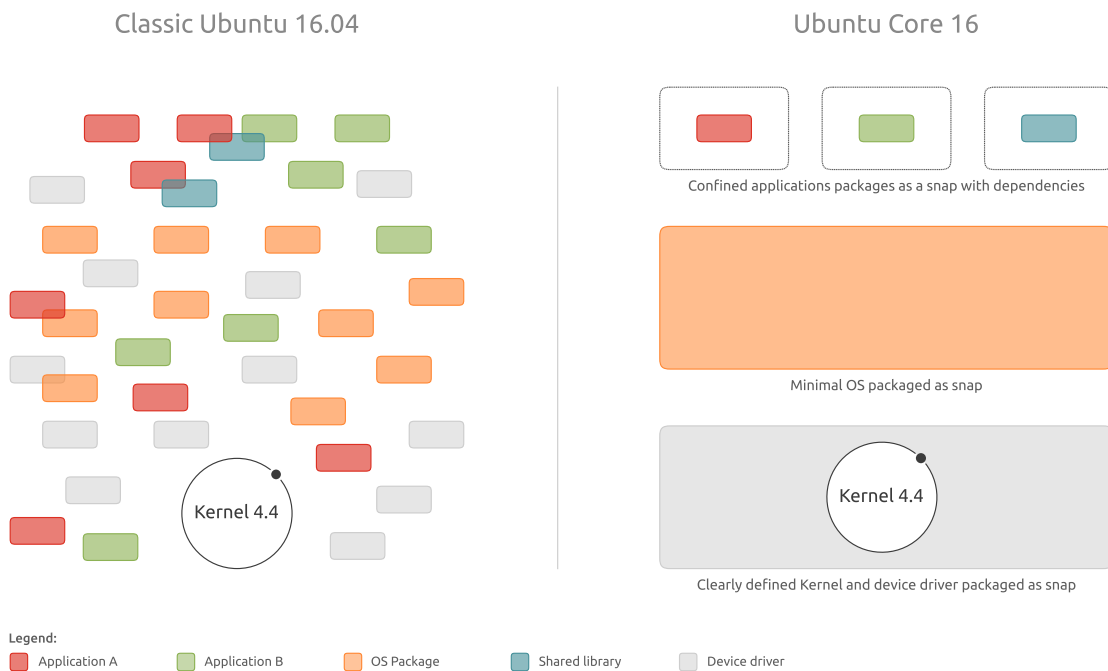 Classic Ubuntu 16.04
Ubuntu Core 16
Confined applications packages as a snap with dependencies
Minimal OS packaged as snap
Kernel 4.4
Kernel 4.4
Clearly defined Kernel and device driver packaged as snap
Legend:
Application A
Application B
OS Package
Shared library
Device driver